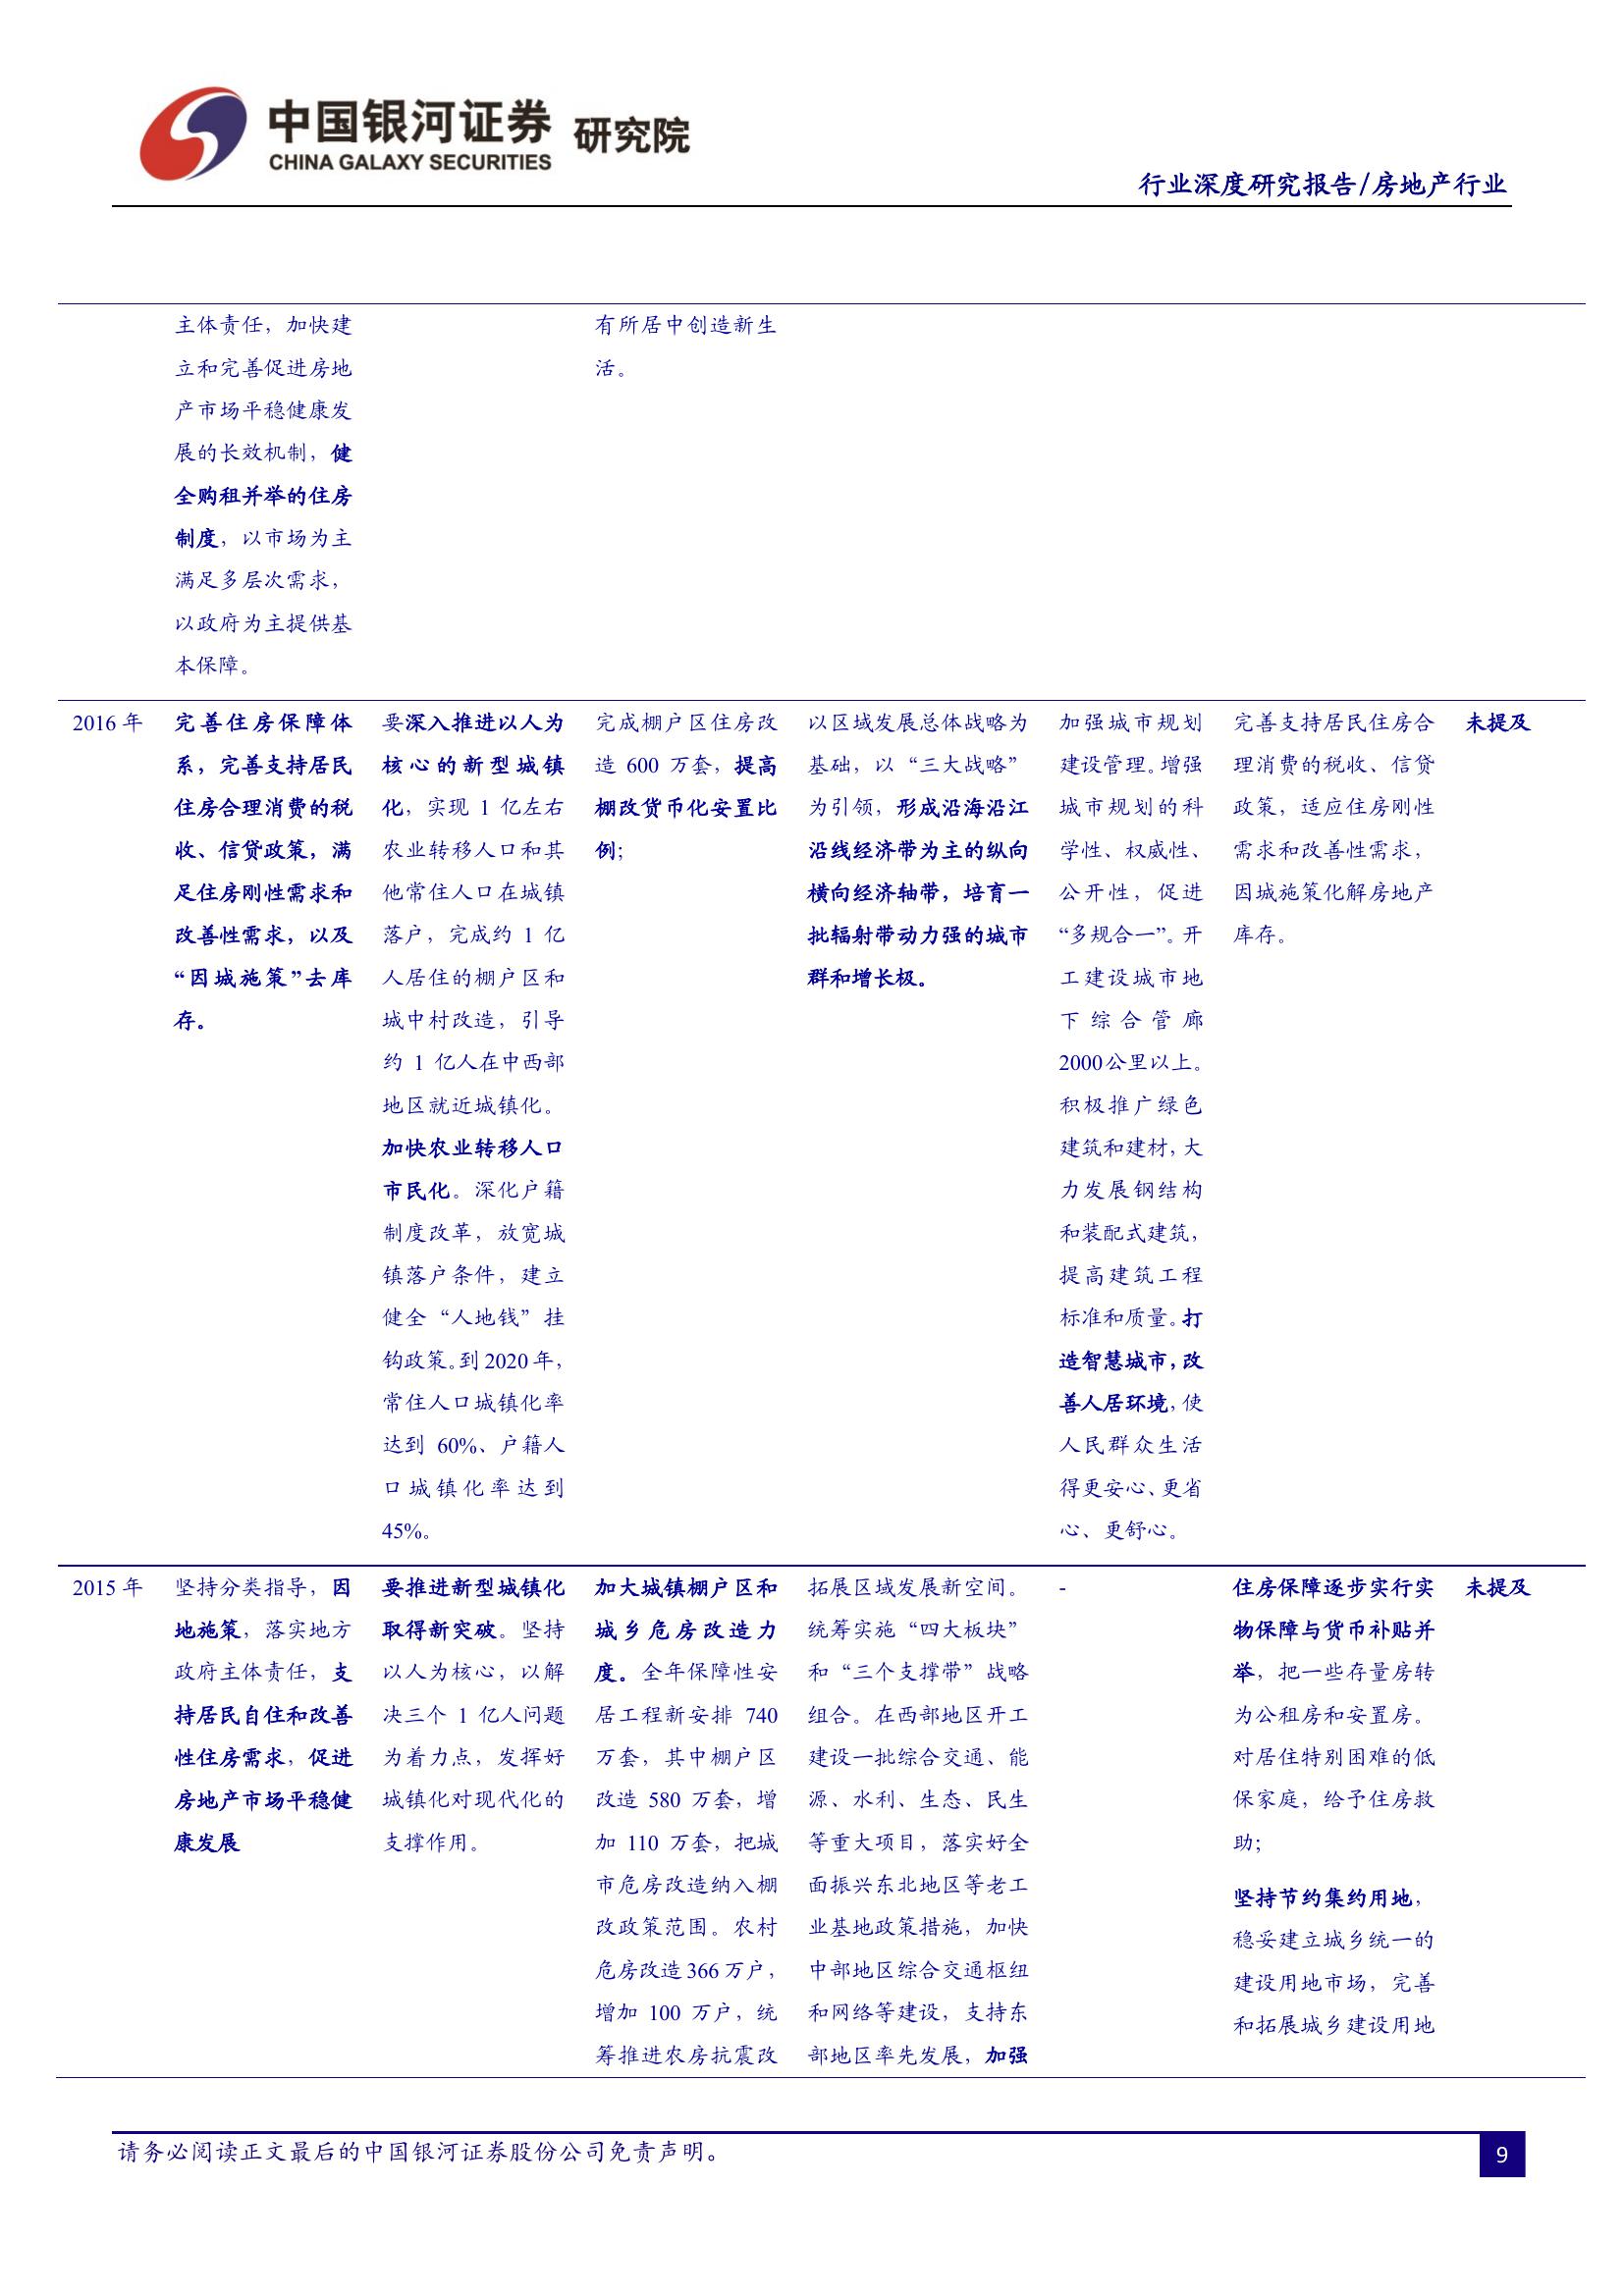 中国银河证券 研究院
CHINA GALAXY SECURITIES
行业深度研究报告/房地产行业
主体责任，加快建
立和完善促进房地
产市场平稳健康发
展的长效机制，健
全购租并举的住房
制度，以市场为主
满足多层次需求，
以政府为主提供基
本保障。
有所居中创造新生
活。
2016 年
完善住房保障体
系，完善支持居民
住房合理消费的税
收、信贷政策，满
足住房刚性需求和
改善性需求，以及
“因城施策”去库
存。
要深入推进以人为
核心的新型城镇
化，实现 1 亿左右
农业转移人口和其
他常住人口在城镇
落户，完成约 1 亿
人居住的棚户区和
城中村改造，引导
约 1 亿人在中西部
地区就近城镇化。
加快农业转移人口
市民化。深化户籍
制度改革，放宽城
镇落户条件，建立
健全“人地钱”挂
钩政策。到 2020 年，
常住人口城镇化率
达到 60%、户籍人
口城镇化率达到
45%。
完成棚户区住房改
造 600 万套，提高
棚改货币化安置比
例；
以区域发展总体战略为
基础，以“三大战略”
为引领，形成沿海沿江
沿线经济带为主的纵向
横向经济轴带，培育一
批辐射带动力强的城市
群和增长极。
加强城市规划
建设管理。增强
城市规划的科
学性、权威性、
公开性，促进
“多规合一”。开
工建设城市地
下综合管廊
2000公里以上。
积极推广绿色
建筑和建材，大
力发展钢结构
和装配式建筑，
提高建筑工程
标准和质量。打
造智慧城市，改
善人居环境，使
人民群众生活
得更安心、更省
心、更舒心。
完善支持居民住房合
理消费的税收、信贷
政策，适应住房刚性
需求和改善性需求，
因城施策化解房地产
库存。
未提及
2015 年
坚持分类指导，因
地施策，落实地方
政府主体责任，支
持居民自住和改善
性住房需求，促进
房地产市场平稳健
康发展
要推进新型城镇化
取得新突破。坚持
以人为核心，以解
决三个 1 亿人问题
为着力点，发挥好
城镇化对现代化的
支撑作用。
加大城镇棚户区和
城乡危房改造力
度。全年保障性安
居工程新安排 740
万套，其中棚户区
改造 580 万套，增
加 110 万套，把城
市危房改造纳入棚
改政策范围。农村
危房改造 366 万户，
增加 100 万户，统
筹推进农房抗震改
拓展区域发展新空间。
统筹实施“四大板块”
和“三个支撑带”战略
组合。在西部地区开工
建设一批综合交通、能
源、水利、生态、民生
等重大项目，落实好全
面振兴东北地区等老工
业基地政策措施，加快
中部地区综合交通枢纽
和网络等建设，支持东
部地区率先发展，加强
-
住房保障逐步实行实
物保障与货币补贴并
举，把一些存量房转
为公租房和安置房。
对居住特别困难的低
保家庭，给予住房救
助；
坚持节约集约用地，
稳妥建立城乡统一的
建设用地市场，完善
和拓展城乡建设用地
未提及
请务必阅读正文最后的中国银河证券股份公司免责声明。
9